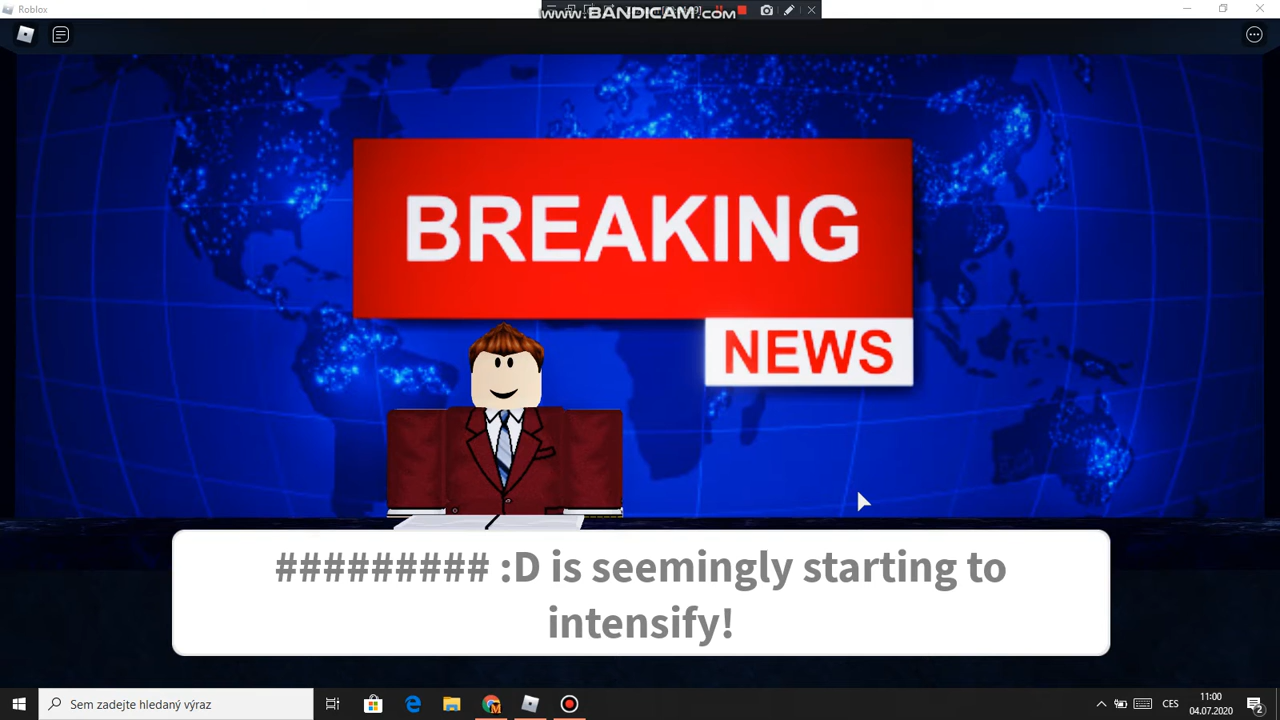 Roblox
www.BANDICAM.com
BREAKING
NEWS
######### :D is seemingly starting to
intensify!
Sem zadejte hledaný výraz
CES
11:00
04.07.2020
2